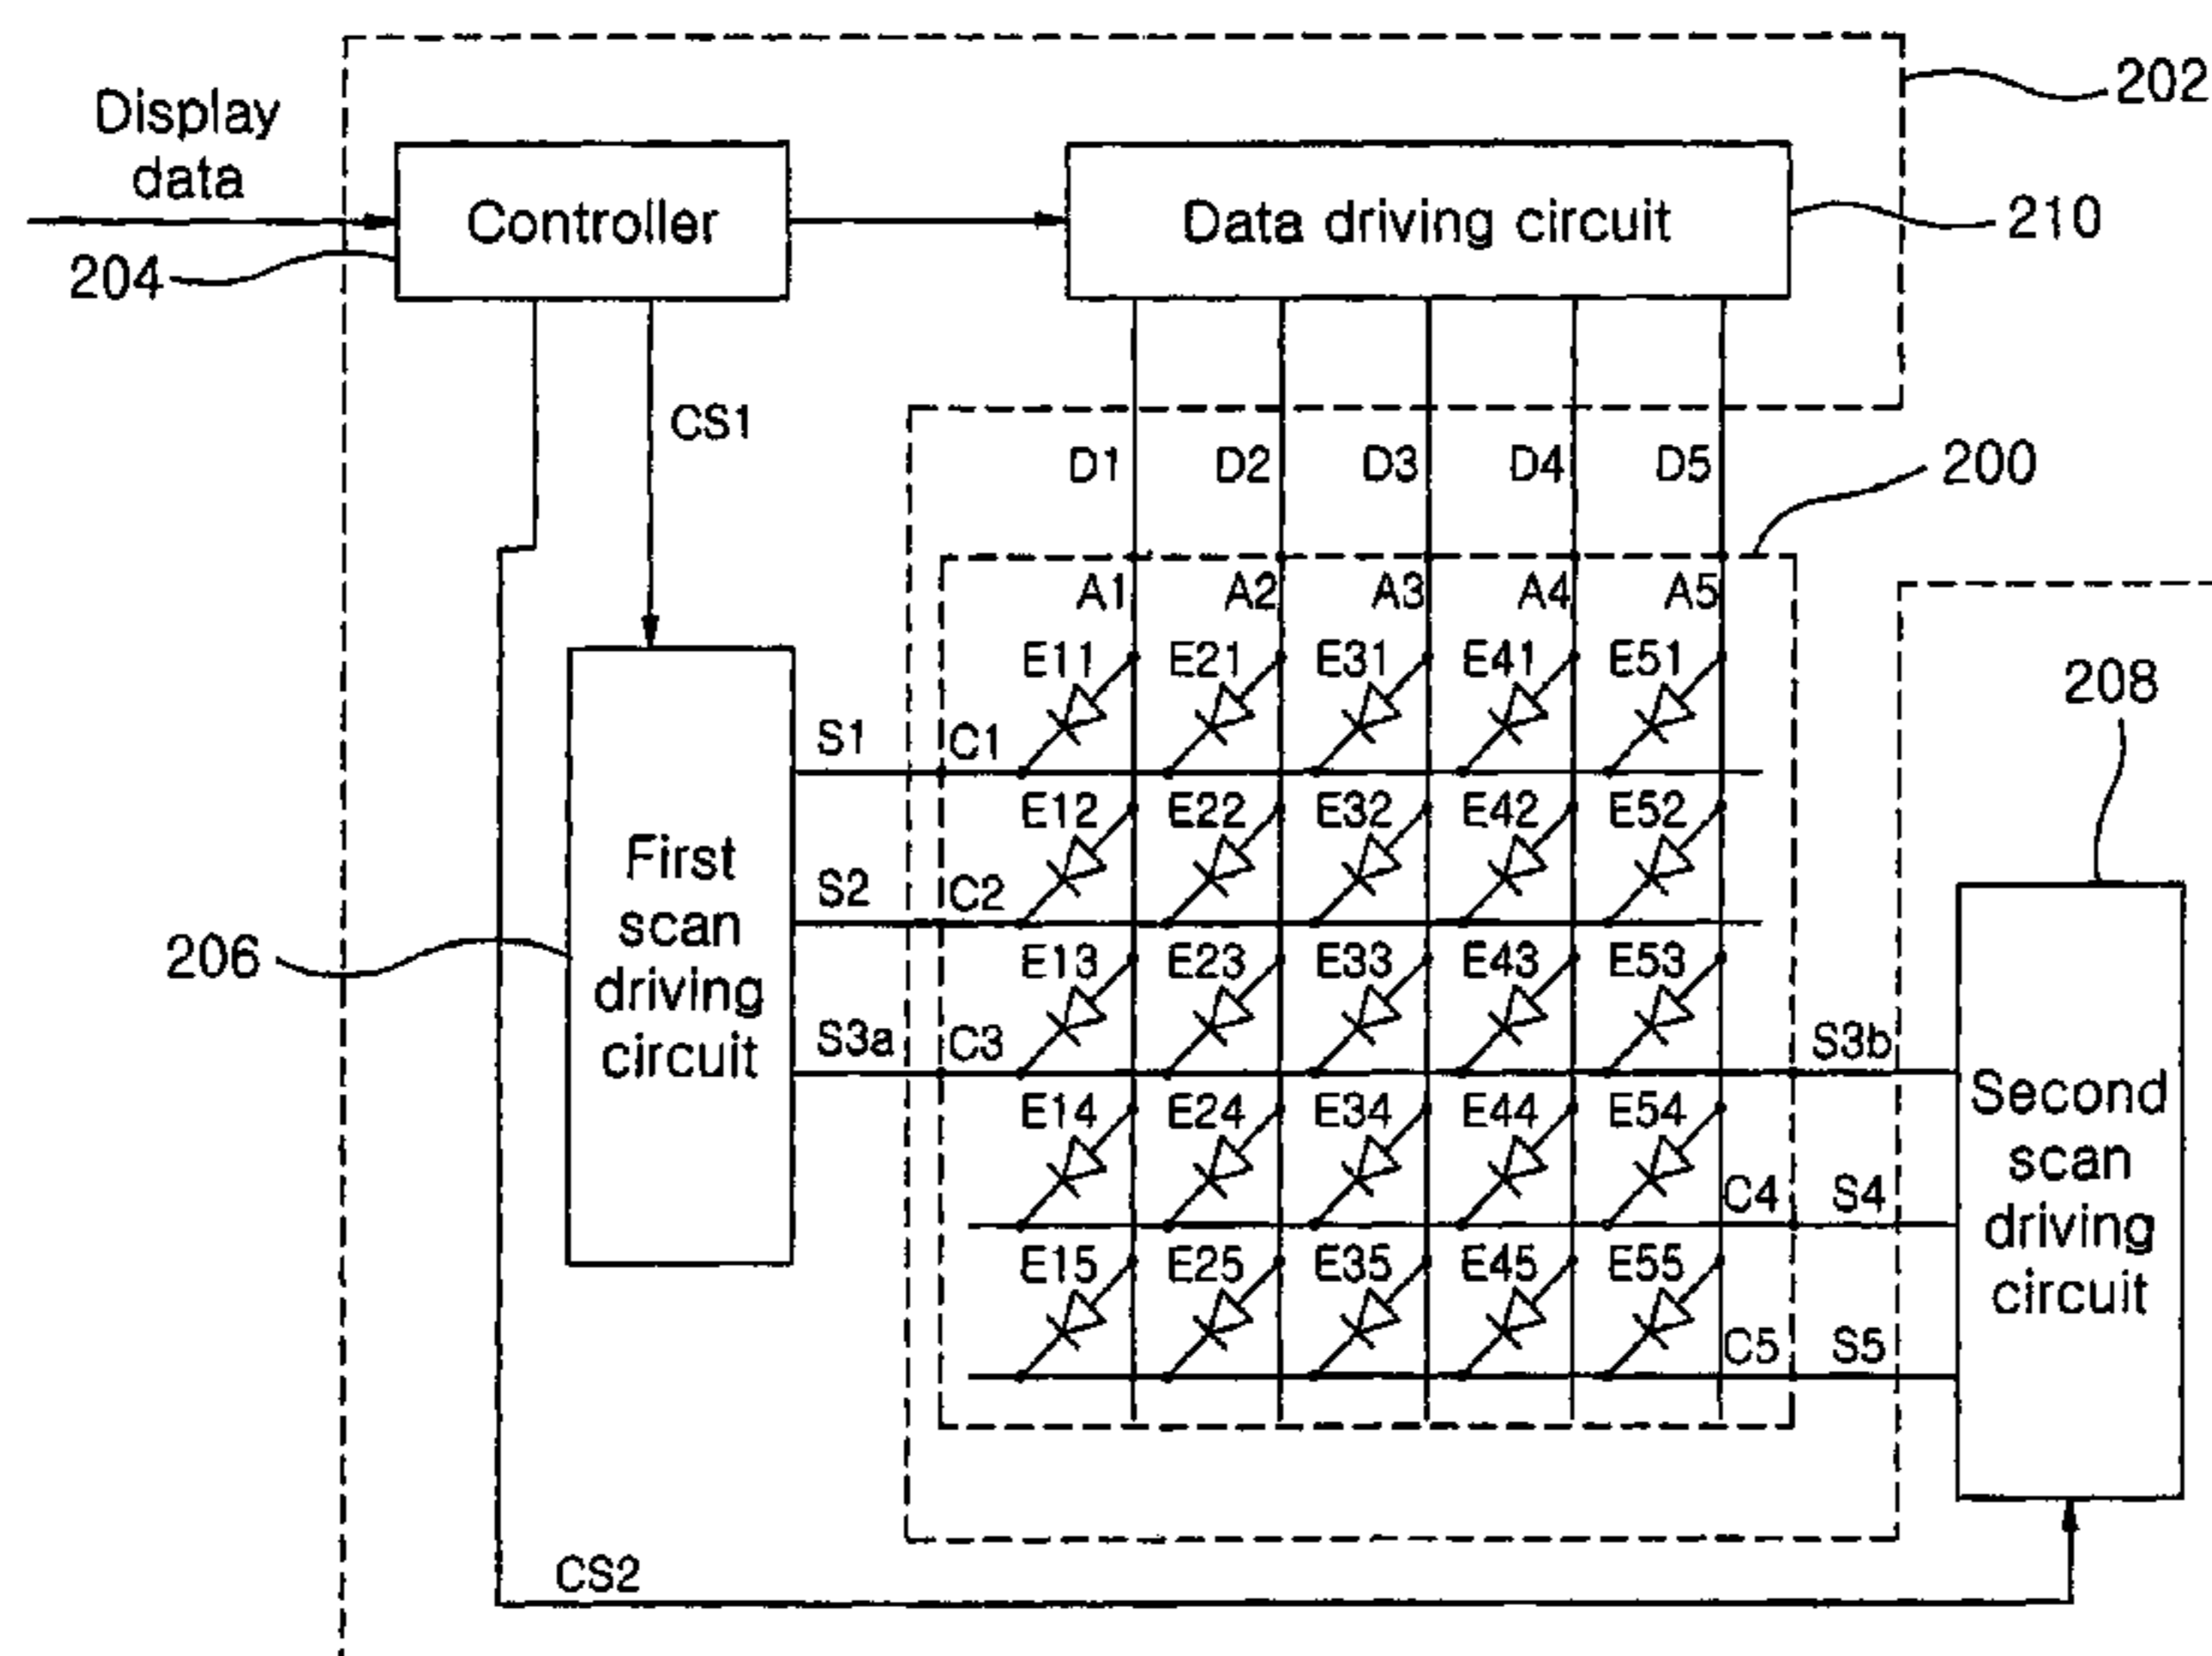 202
Display
data
Controller
Data driving circuit
210
204
CS1
D1 D2 D3 D4 D5
200
A1 A2 A3 A4 A5
E11 E21 E31 E41 E51
208
S1 C1
E12 E22 E32 E42 E52
First
scan
driving
circuit
S2 C2
206
E13 E23 E33 E43 E53
S3a C3 S3b
E14 E24 E34 E44 E54
Second
scan
driving
circuit
C4 S4
E15 E25 E35 E45 E55
C5 S5
CS2